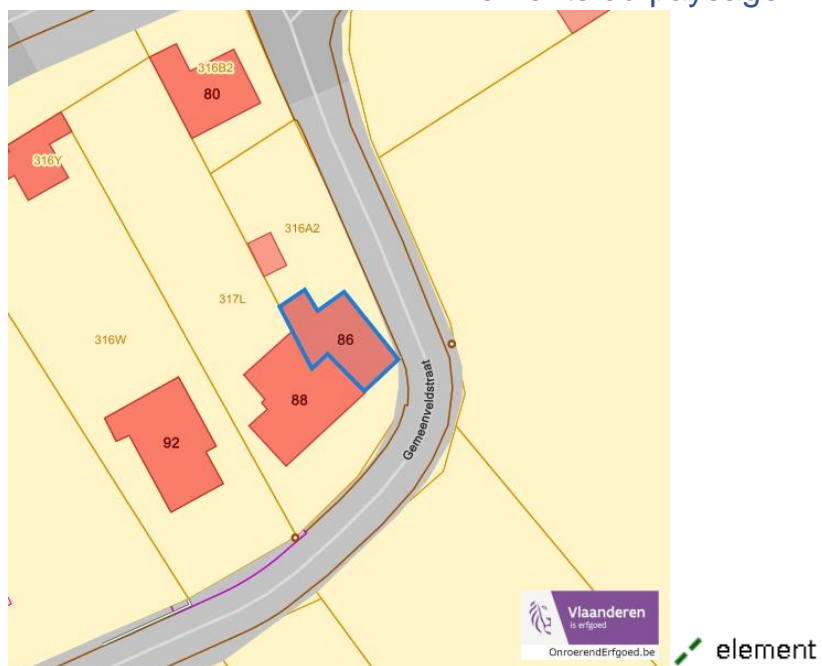 316B2
80
316Y
316A2
317L
316W
86
88
92
Gemeenveldstraat
Vlaanderen
is erfgoed
OnroerendErfgoed.be
element